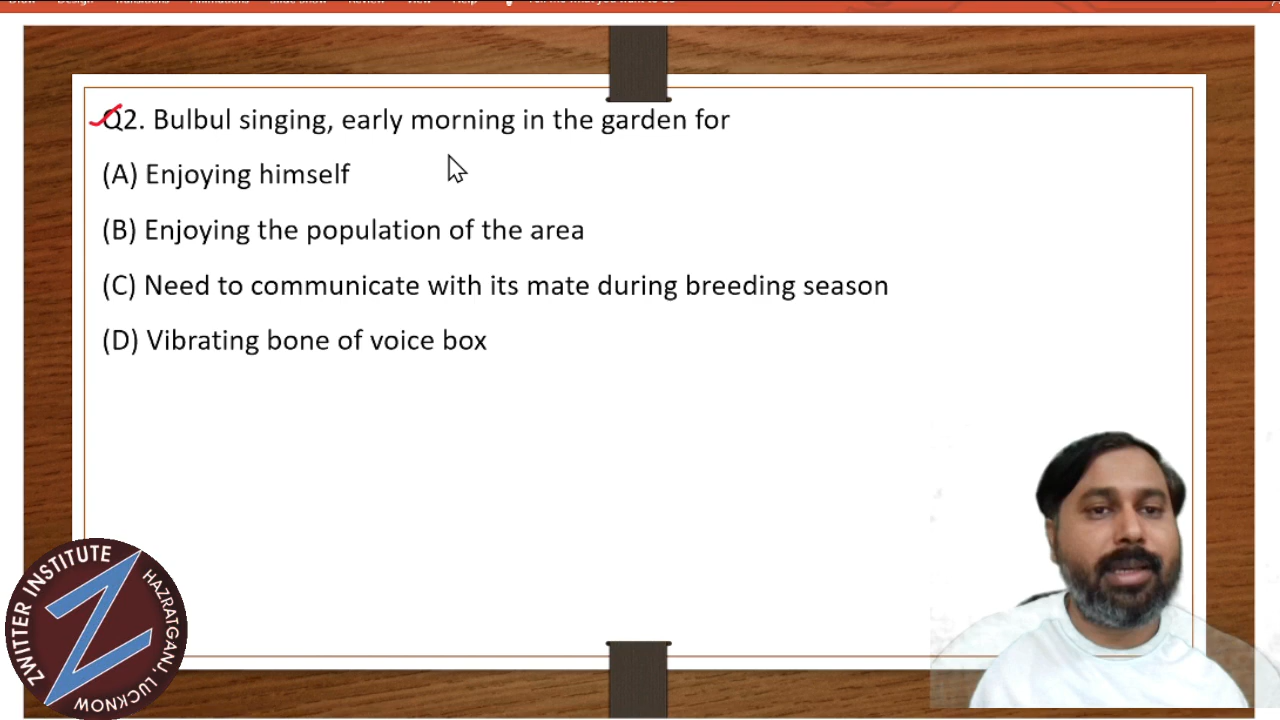 Q2. Bulbul singing, early morning in the garden for
(A) Enjoying himself
(B) Enjoying the population of the area
(C) Need to communicate with its mate during breeding season
(D) Vibrating bone of voice box
ZWITTER INSTITUTE
HAZRATGANJ, LUCKNOW